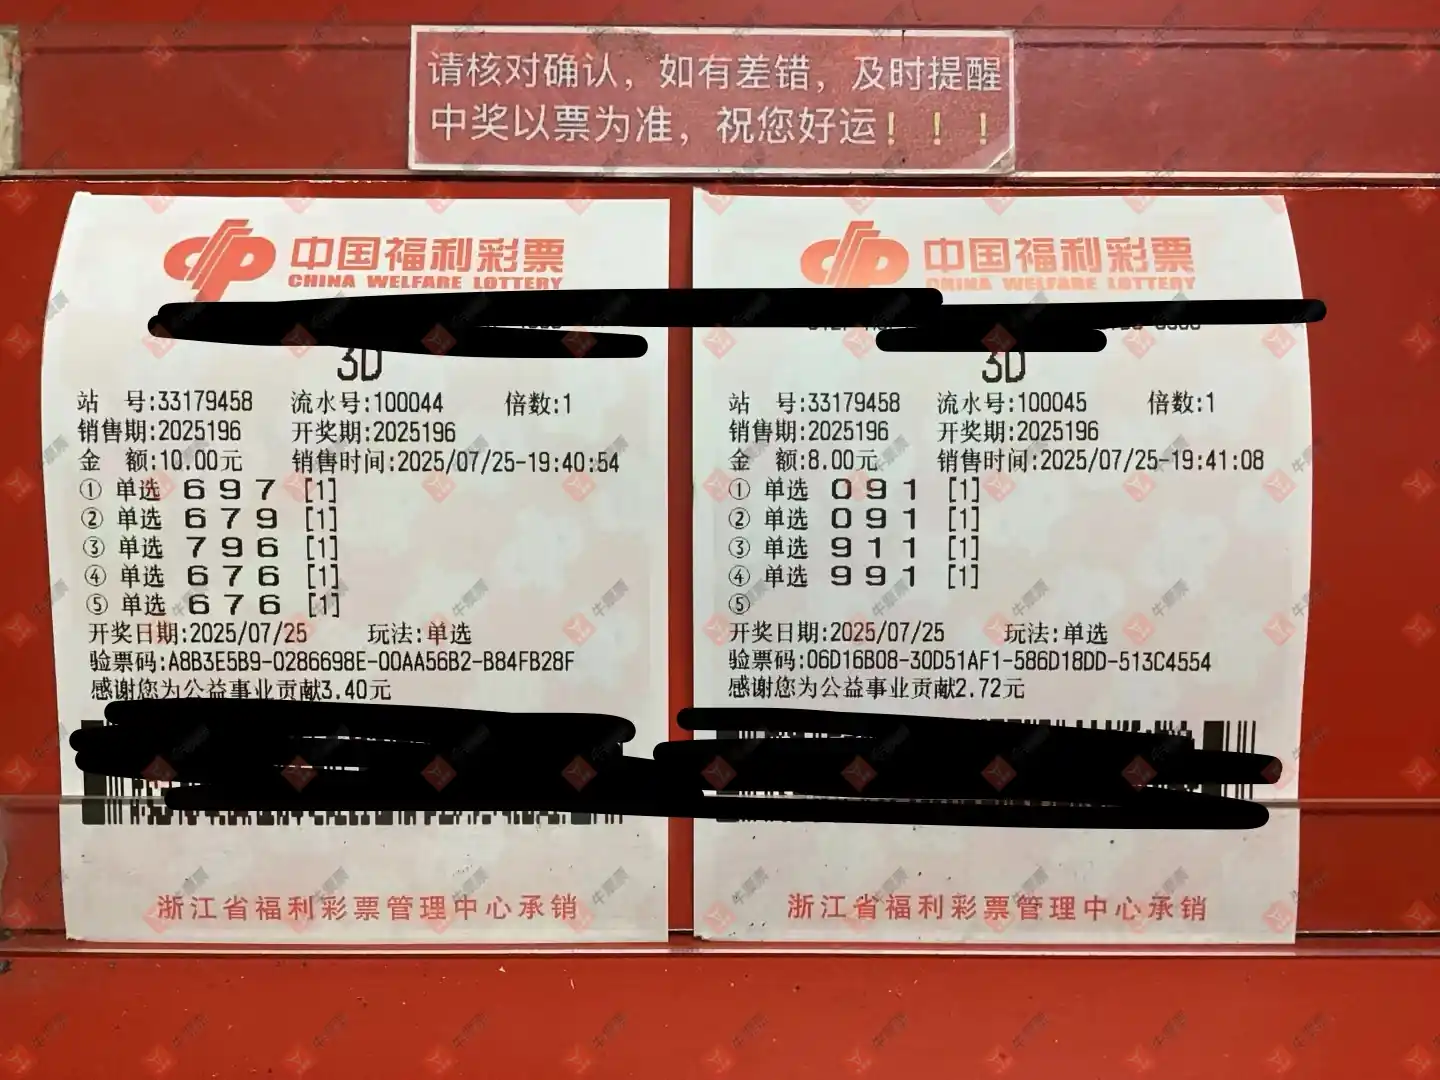 请核对确认，如有差错，及时提醒
中奖以票为准，祝您好运！！！
中国福利彩票
CHINA WELFARE LOTTERY
3D
站 号:33179458 流水号:100044 倍数:1
销售期:2025196 开奖期:2025196
金 额:10.00元 销售时间:2025/07/25-19:40:54
① 单选 6 9 7 [1]
② 单选 6 7 9 [1]
③ 单选 7 9 6 [1]
④ 单选 6 7 6 [1]
⑤ 单选 6 7 6 [1]
开奖日期:2025/07/25 玩法:单选
验票码:A8B3E5B9-0286698E-00AA56B2-B84FB28F
感谢您为公益事业贡献3.40元
浙江省福利彩票管理中心承销
中国福利彩票
CHINA WELFARE LOTTERY
3D
站 号:33179458 流水号:100045 倍数:1
销售期:2025196 开奖期:2025196
金 额:8.00元 销售时间:2025/07/25-19:41:08
① 单选 0 9 1 [1]
② 单选 0 9 1 [1]
③ 单选 9 1 1 [1]
④ 单选 9 9 1 [1]
⑤
开奖日期:2025/07/25 玩法:单选
验票码:06D16B08-30D51AF1-586D18DD-513C4554
感谢您为公益事业贡献2.72元
浙江省福利彩票管理中心承销